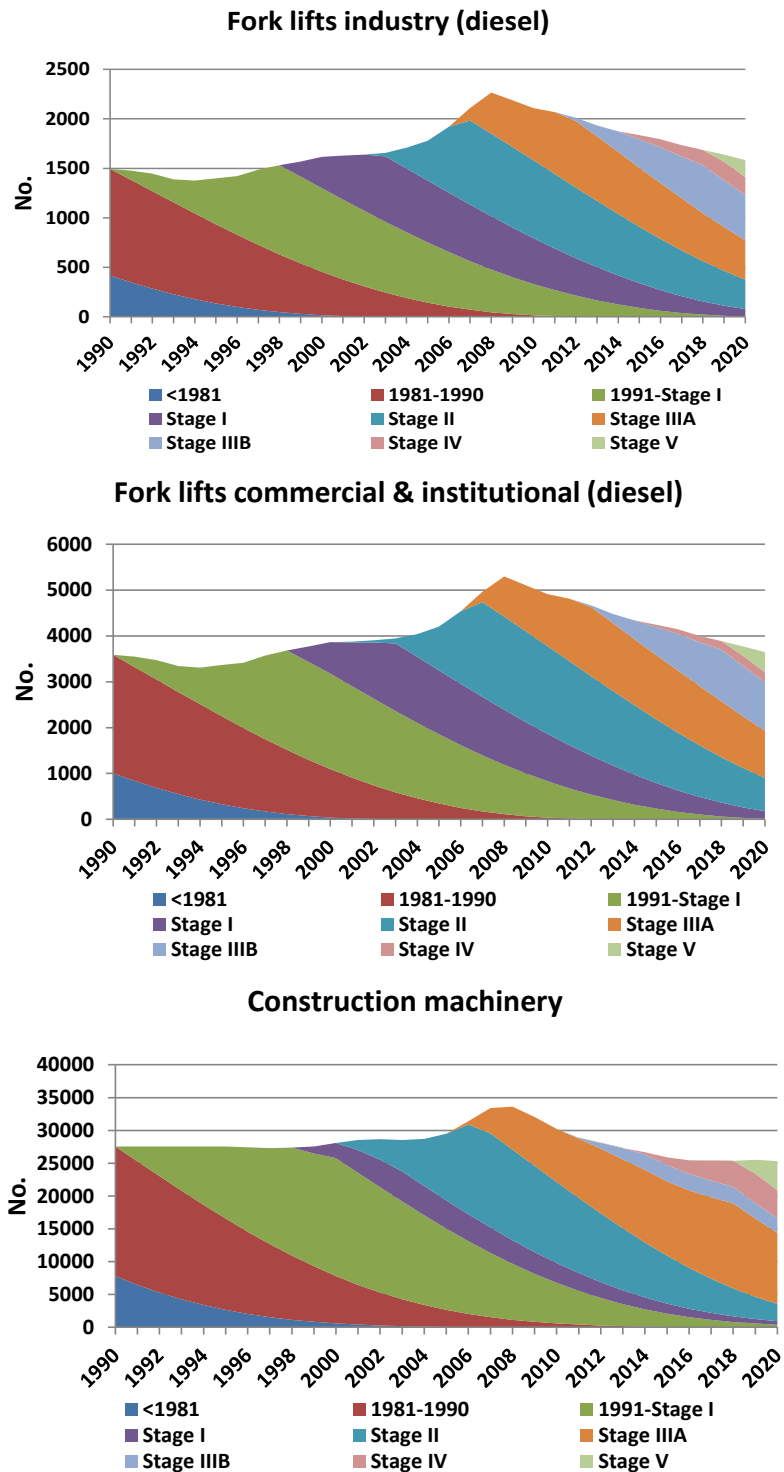 Fork lifts industry (diesel)
2500
2000
1500
1000
500
0
No.
1990 1992 1994 1996 1998 2000 2002 2004 2006 2008 2010 2012 2014 2016 2018 2020
<1981 1981-1990 1991-Stage I
Stage I Stage II Stage IIIA
Stage IIIB Stage IV Stage V
Fork lifts commercial & institutional (diesel)
6000
5000
4000
3000
2000
1000
0
No.
1990 1992 1994 1996 1998 2000 2002 2004 2006 2008 2010 2012 2014 2016 2018 2020
<1981 1981-1990 1991-Stage I
Stage I Stage II Stage IIIA
Stage IIIB Stage IV Stage V
Construction machinery
40000
35000
30000
25000
20000
15000
10000
5000
0
No.
1990 1992 1994 1996 1998 2000 2002 2004 2006 2008 2010 2012 2014 2016 2018 2020
<1981 1981-1990 1991-Stage I
Stage I Stage II Stage IIIA
Stage IIIB Stage IV Stage V